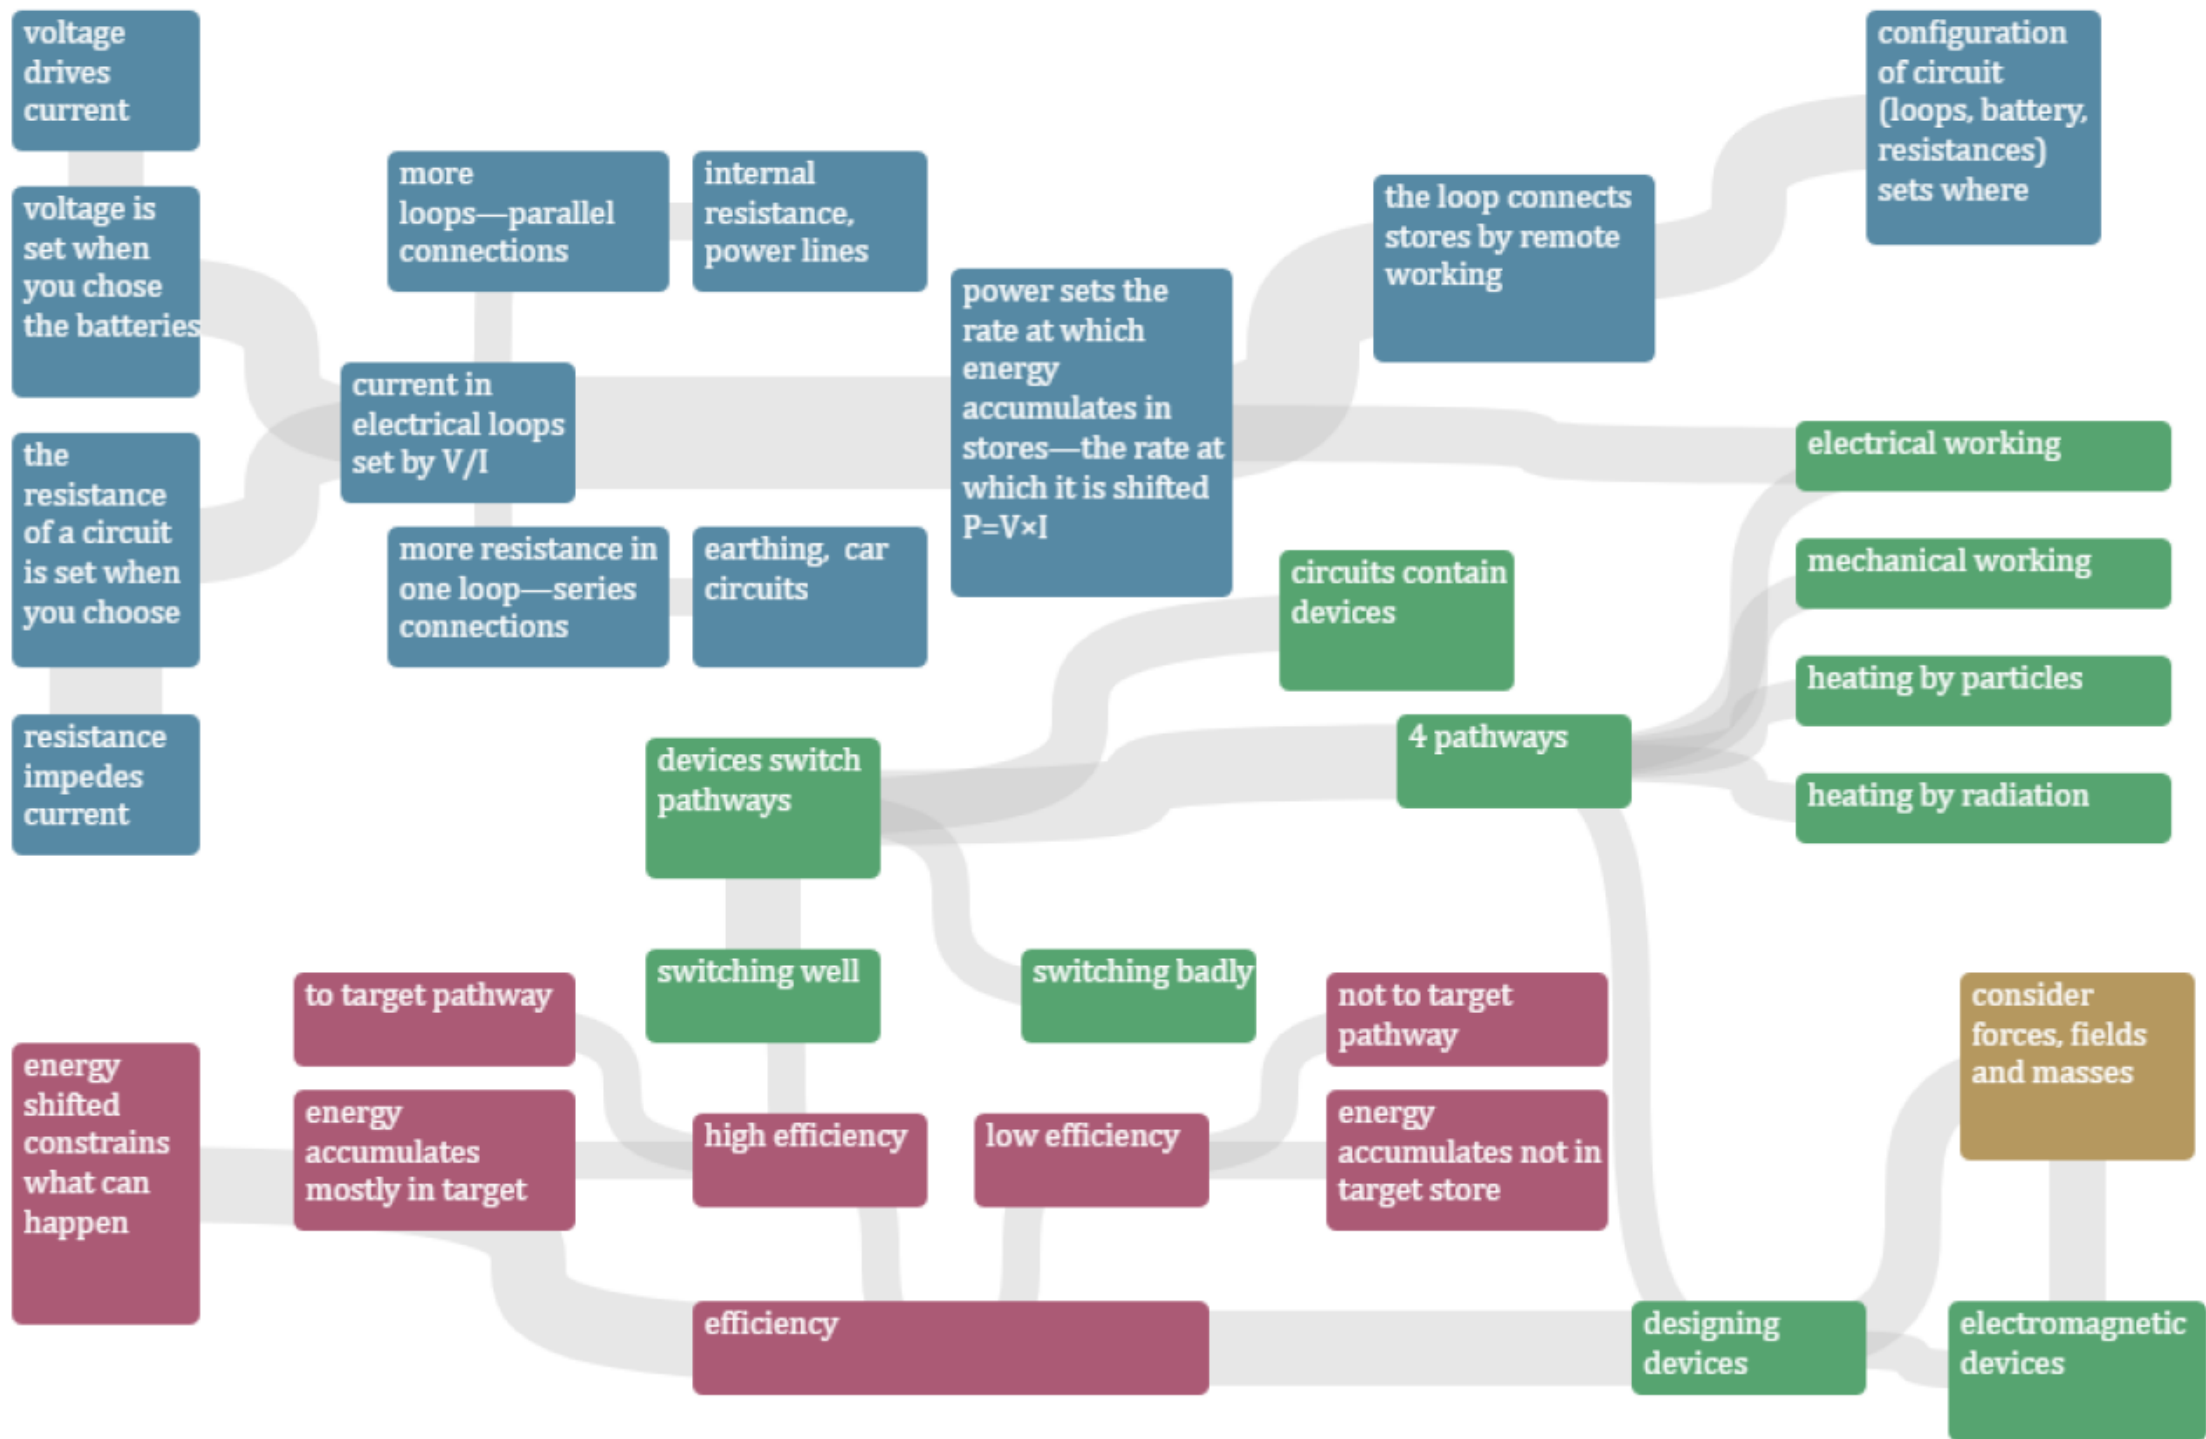 voltage
drives
current
voltage is
set when
you chose
the batteries
the
resistance
of a circuit
is set when
you choose
resistance
impedes
current
more
loops—parallel
connections
internal
resistance,
power lines
current in
electrical loops
set by V/I
more resistance in
one loop—series
connections
earthing, car
circuits
power sets the
rate at which
energy
accumulates in
stores—the rate at
which it is shifted
P=V×I
the loop connects
stores by remote
working
configuration
of circuit
(loops, battery,
resistances)
sets where
electrical working
mechanical working
heating by particles
heating by radiation
circuits contain
devices
4 pathways
devices switch
pathways
switching well
switching badly
to target pathway
energy
accumulates
mostly in target
energy
shifted
constrains
what can
happen
high efficiency
low efficiency
not to target
pathway
energy
accumulates not in
target store
efficiency
consider
forces, fields
and masses
designing
devices
electromagnetic
devices